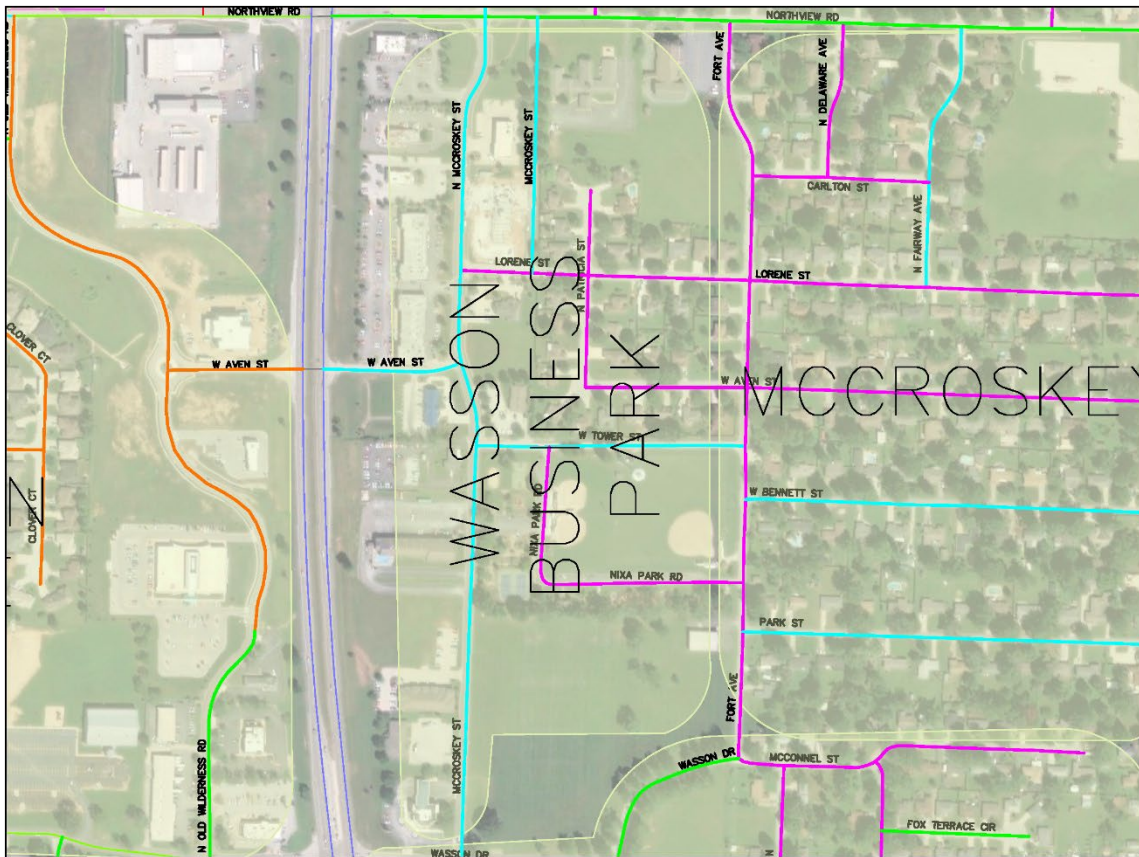 NORTHVIEW RD
NORTHVIEW RD
FORT AVE
N DELAWARE AVE
N MCCROSKEY ST
MCCROSKEY ST
CARLTON ST
N FAIRWAY AVE
LORENE ST
N PATRICIA ST
LORENE ST
CLOVER CT
W AVEN ST
W AVEN ST
W AVEN ST
WASSON
BUSINESS
PARK
MCCROSKEY
W TOWER ST
CLOVER CT
NIXA PARK RD
W BENNETT ST
NIXA PARK RD
PARK ST
FORT AVE
N OLD WILDERNESS RD
MCCROSKEY ST
WASSON DR
MCCONNEL ST
FOX TERRACE CIR
WASSON DR
N